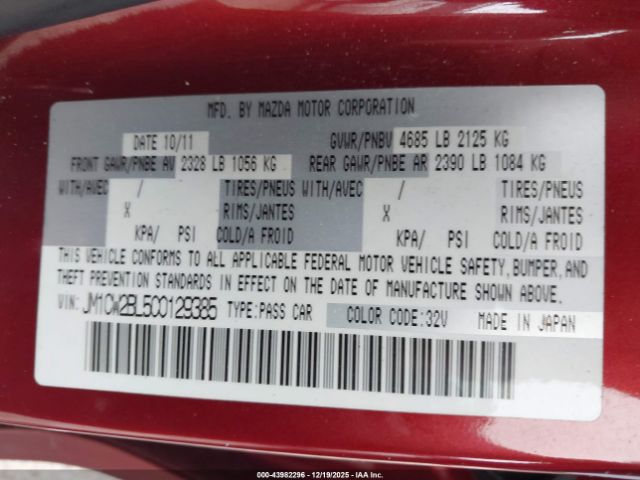 MFD. BY MAZDA MOTOR CORPORATION
DATE 10/11 GVWR/PNBV 4685 LB 2125 KG
FRONT GAWR/PNBE AV 2328 LB 1056 KG REAR GAWR/PNBE AR 2390 LB 1084 KG
WITH/AVEC / TIRES/PNEUS WITH/AVEC / TIRES/PNEUS
X RIMS/JANTES X RIMS/JANTES
KPA/ PSI COLD/A FROID KPA/ PSI COLD/A FROID
THIS VEHICLE CONFORMS TO ALL APPLICABLE FEDERAL MOTOR VEHICLE SAFETY, BUMPER, AND
THEFT PREVENTION STANDARDS IN EFFECT ON THE DATE OF MANUFACTURE SHOWN ABOVE.
VIN: JM1CW2BL5C0129385 TYPE:PASS CAR COLOR CODE:32V MADE IN JAPAN
000-43982296 - 12/19/2025 - IAA Inc.